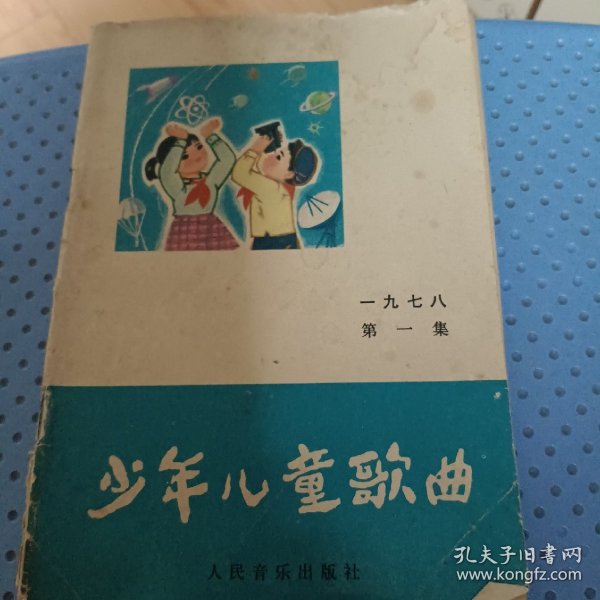 一九七八
第一集
少年儿童歌曲
人民音乐出版社
孔夫子旧书网
www.kongfz.com